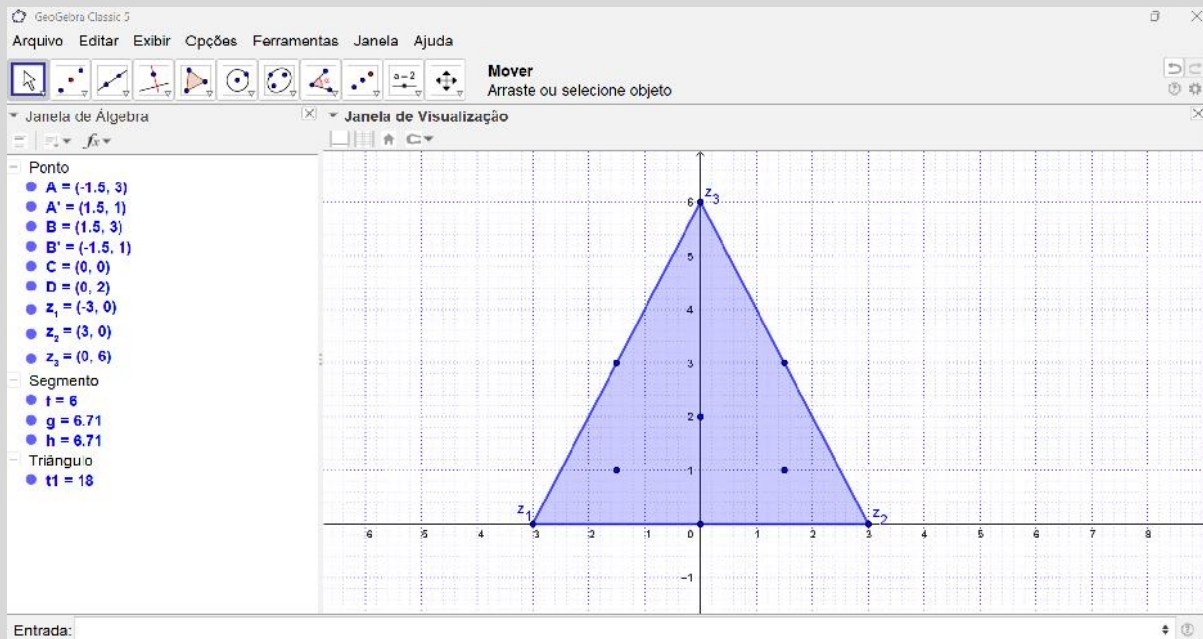 GeoGebra Classic 5
Arquivo Editar Exibir Opções Ferramentas Janela Ajuda
a=2
Mover
Arraste ou selecione objeto
Janela de Álgebra
Janela de Visualização
fx
Ponto
A = (-1.5, 3)
A' = (1.5, 1)
B = (1.5, 3)
B' = (-1.5, 1)
C = (0, 0)
D = (0, 2)
z₁ = (-3, 0)
z₂ = (3, 0)
z₃ = (0, 6)
Segmento
f = 6
g = 6.71
h = 6.71
Triângulo
t1 = 18
z₃
6
5
4
3
2
1
z₁
z₂
6 5 4 3 2 1 0 1 2 3 4 5 6 7 8
−1
Entrada: